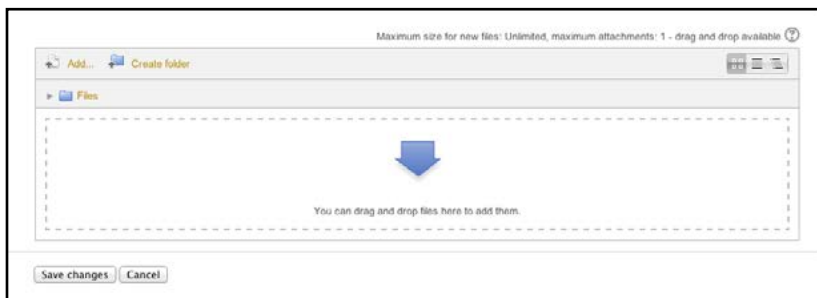 Maximum size for new files: Unlimited, maximum attachments: 1 - drag and drop available ?
Add... Create folder
Files
You can drag and drop files here to add them.
Save changes Cancel